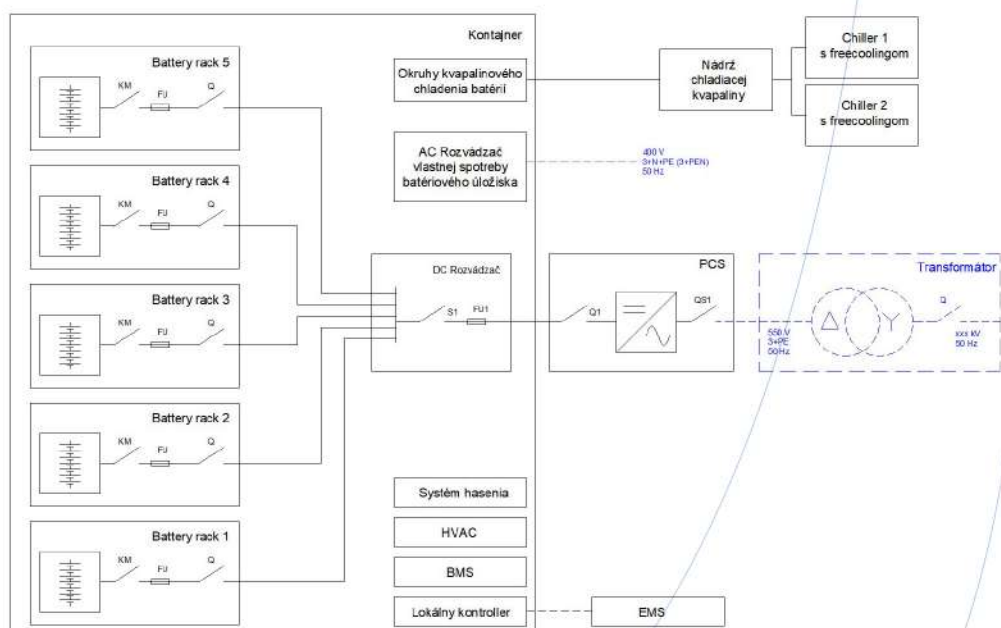 Kontajner
Battery rack 5
KM
FU
Q
Battery rack 4
KM
FU
Q
Battery rack 3
KM
FU
Q
Battery rack 2
KM
FU
Q
Battery rack 1
KM
FU
Q
Okruhy kvapalinového
chladenia batérií
AC Rozvádzač
vlastnej spotreby
batériového úložiska
400 V
3+N+PE (3+PEN)
50 Hz
Nádrž
chladiacej
kvapaliny
Chiller 1
s freecoolingom
Chiller 2
s freecoolingom
DC Rozvádzač
S1
FU1
PCS
Q1
QS1
Transformátor
550 V
3+PE
50Hz
Q
xxx kV
50 Hz
Systém hasenia
HVAC
BMS
Lokálny kontroller
EMS